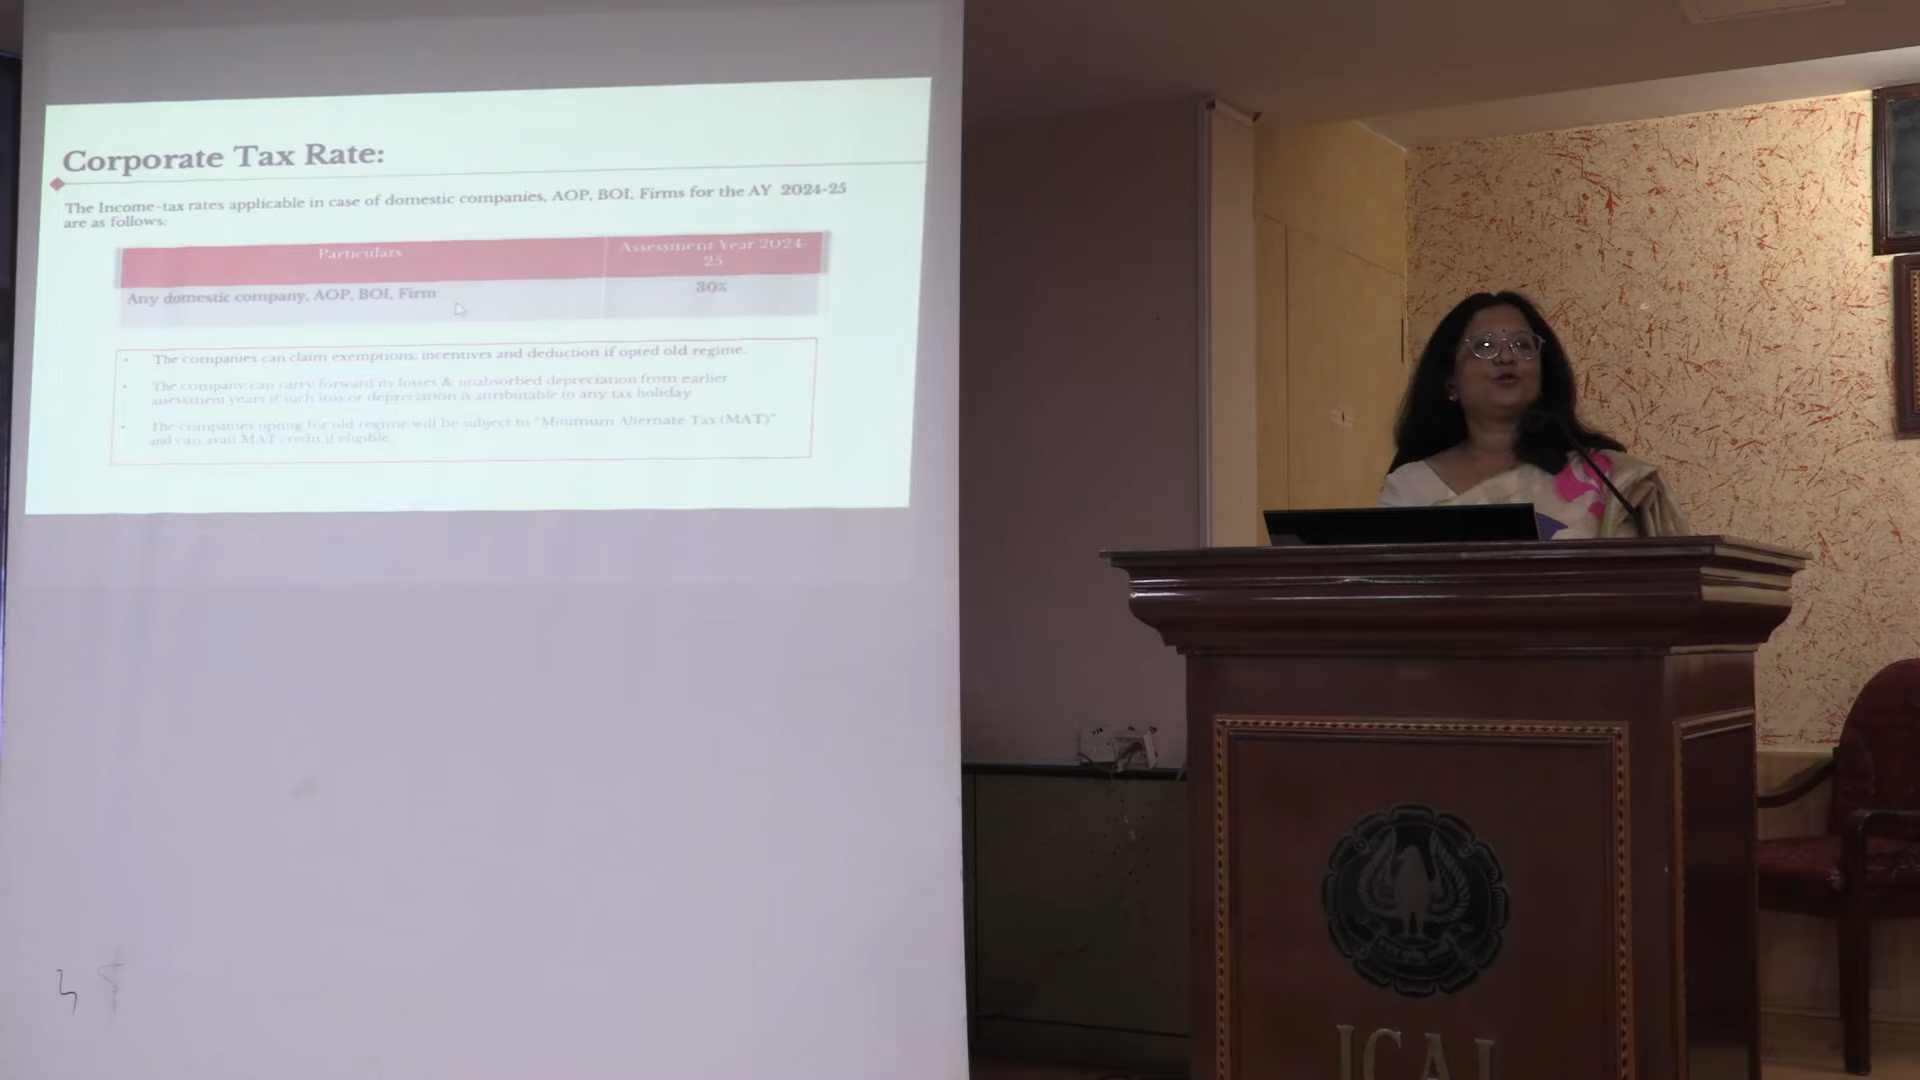 Corporate Tax Rate:
The Income-tax rates applicable in case of domestic companies, AOP, BOI, Firms for the AY 2024-25
are as follows:
Particulars
Assessment Year 2024-
25
Any domestic company, AOP, BOI, Firm
30%
• The companies can claim exemptions, incentives and deduction if opted old regime.
• The company can carry forward its losses & unabsorbed depreciation from earlier
assessment years if such loss or depreciation is attributable to any tax holiday
• The companies opting for old regime will be subject to "Minimum Alternate Tax (MAT)"
and can avail MAT credit if eligible.
ICAI